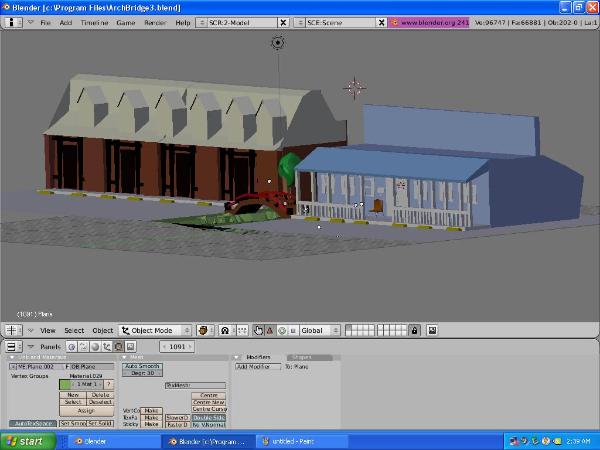 Blender [c:\Program Files\ArchBridge3.blend]
File Add Timeline Game Render Help SCR:2-Model SCE:Scene www.blender.org 241 Ve:96747 | Fa:66881 | Ob:202-0 | La:1
(1091) Plane
View Select Object Object Mode Global
Panels 1091
Link and Materials Mesh Modifiers Shapes
ME:Plane.002 F OB:Plane Auto Smooth Add Modifier To: Plane
Vertex Groups Material.029 Degr: 30
1 Mat 1 ? TexMesh:
New Delete Centre
Select Deselect Centre New
Assign VertCo Make Centre Curso
TexFa Make SlowerD Double Side
AutoTexSpace Set Smoo Set Solid Sticky Make FasterD No V.Normal
start Blender Blender [c:\Program ... untitled - Paint 2:39 AM